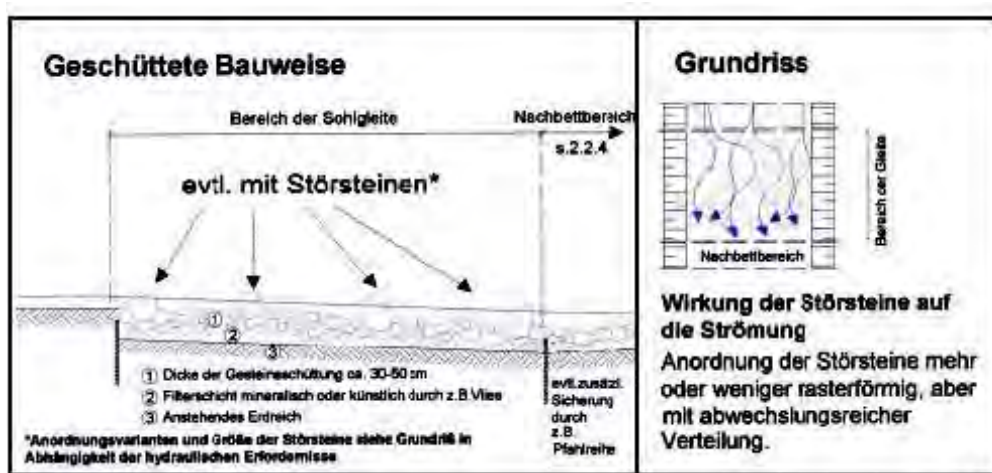 Geschüttete Bauweise
Bereich der Sohlgleite
Nachbettbereich
s.2.2.4
evtl. mit Störsteinen*
①
②
③
① Dicke der Gesteinsschüttung ca. 30-50 cm
② Filterschicht mineralisch oder künstlich durch z.B.Vlies
③ Anstehendes Erdreich
*Anordnungsvarianten und Größe der Störsteine siehe Grundriß in
Abhängigkeit der hydraulischen Erfordernisse
evtl.zusätzl.
Sicherung
durch
z.B.
Pfahlreihe
Grundriss
Bereich der Gleite
Nachbettbereich
Wirkung der Störsteine auf
die Strömung
Anordnung der Störsteine mehr
oder weniger rasterförmig, aber
mit abwechslungsreicher
Verteilung.